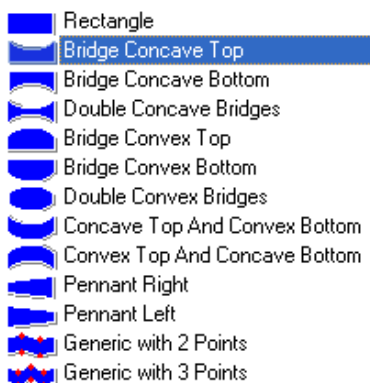 Rectangle
Bridge Concave Top
Bridge Concave Bottom
Double Concave Bridges
Bridge Convex Top
Bridge Convex Bottom
Double Convex Bridges
Concave Top And Convex Bottom
Convex Top And Concave Bottom
Pennant Right
Pennant Left
Generic with 2 Points
Generic with 3 Points